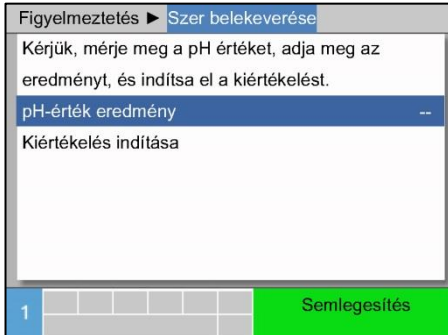 Figyelmeztetés ► Szer belekeverése
Kérjük, mérje meg a pH értéket, adja meg az
eredményt, és indítsa el a kiértékelést.
pH-érték eredmény --
Kiértékelés indítása
1 Semlegesítés